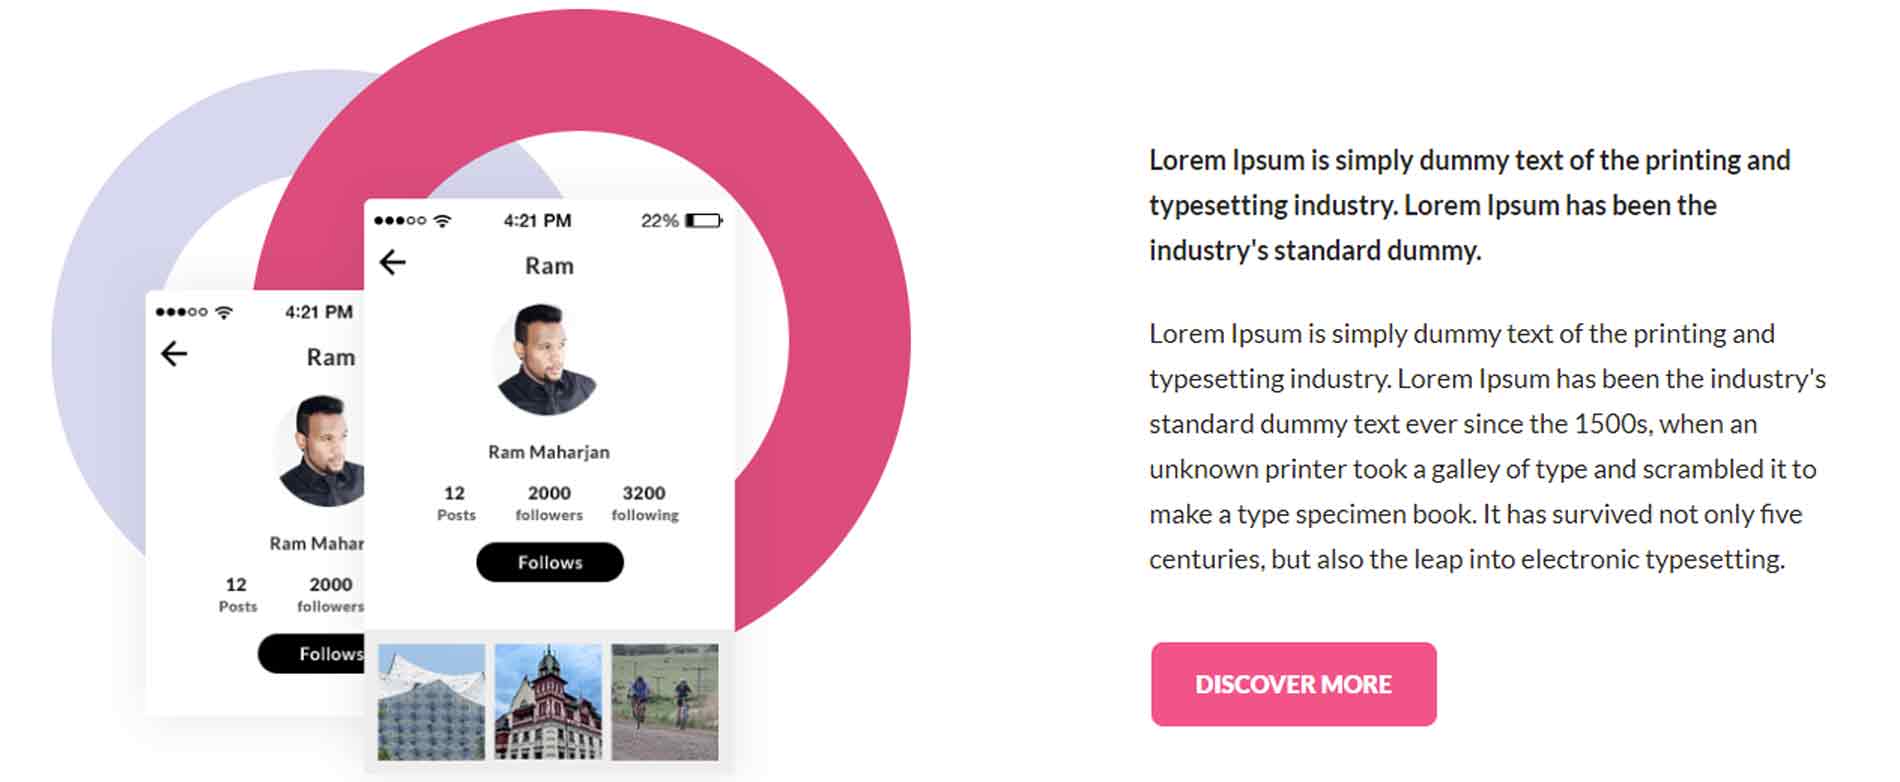 4:21 PM
Ram
Ram Mahar
12 2000
Posts followers
Follows
4:21 PM 22%
Ram
Ram Maharjan
12 2000 3200
Posts followers following
Follows
Lorem Ipsum is simply dummy text of the printing and
typesetting industry. Lorem Ipsum has been the
industry's standard dummy.
Lorem Ipsum is simply dummy text of the printing and
typesetting industry. Lorem Ipsum has been the industry's
standard dummy text ever since the 1500s, when an
unknown printer took a galley of type and scrambled it to
make a type specimen book. It has survived not only five
centuries, but also the leap into electronic typesetting.
DISCOVER MORE